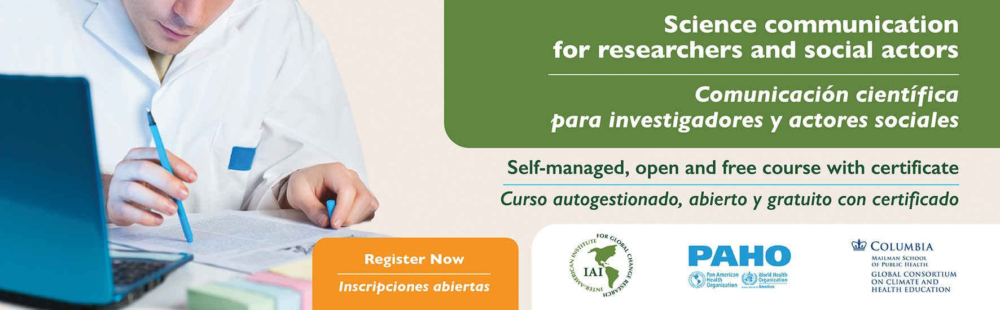 Science communication
for researchers and social actors
Comunicación científica
para investigadores y actores sociales
Self-managed, open and free course with certificate
Curso autogestionado, abierto y gratuito con certificado
Register Now
Inscripciones abiertas
INTER-AMERICAN INSTITUTE FOR GLOBAL CHANGE RESEARCH
IAI
PAHO
Pan American
Health
Organization
World Health
Organization
Americas
COLUMBIA
MAILMAN SCHOOL
OF PUBLIC HEALTH
GLOBAL CONSORTIUM
ON CLIMATE AND
HEALTH EDUCATION